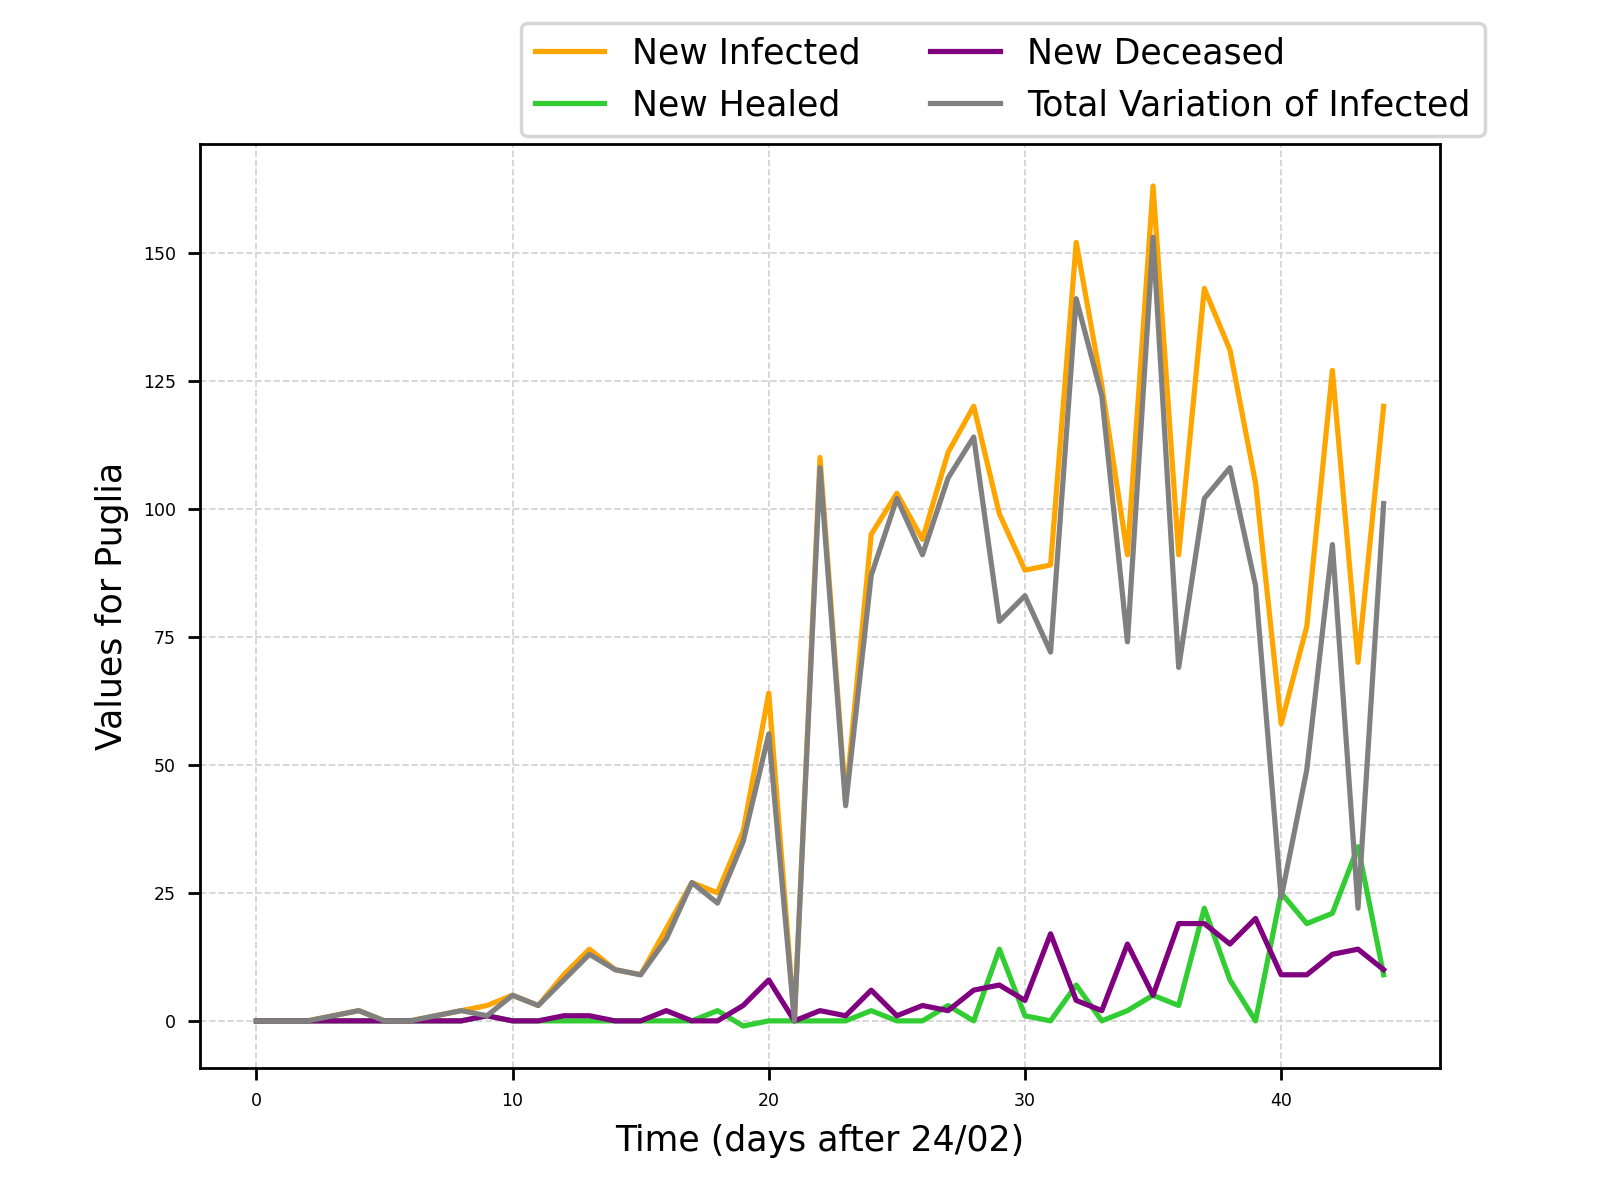 New Infected
New Healed
New Deceased
Total Variation of Infected
Values for Puglia
150
125
100
75
50
25
0
0 10 20 30 40
Time (days after 24/02)